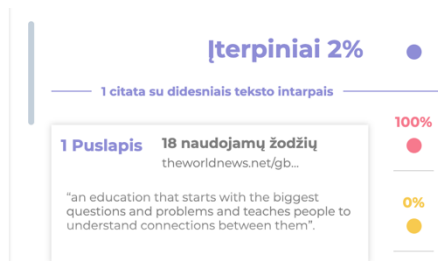 Įterpiniai 2%
1 citata su didesniais teksto intarpais
100%
1 Puslapis 18 naudojamų žodžių
theworldnews.net/gb...
"an education that starts with the biggest
questions and problems and teaches people to
understand connections between them".
0%